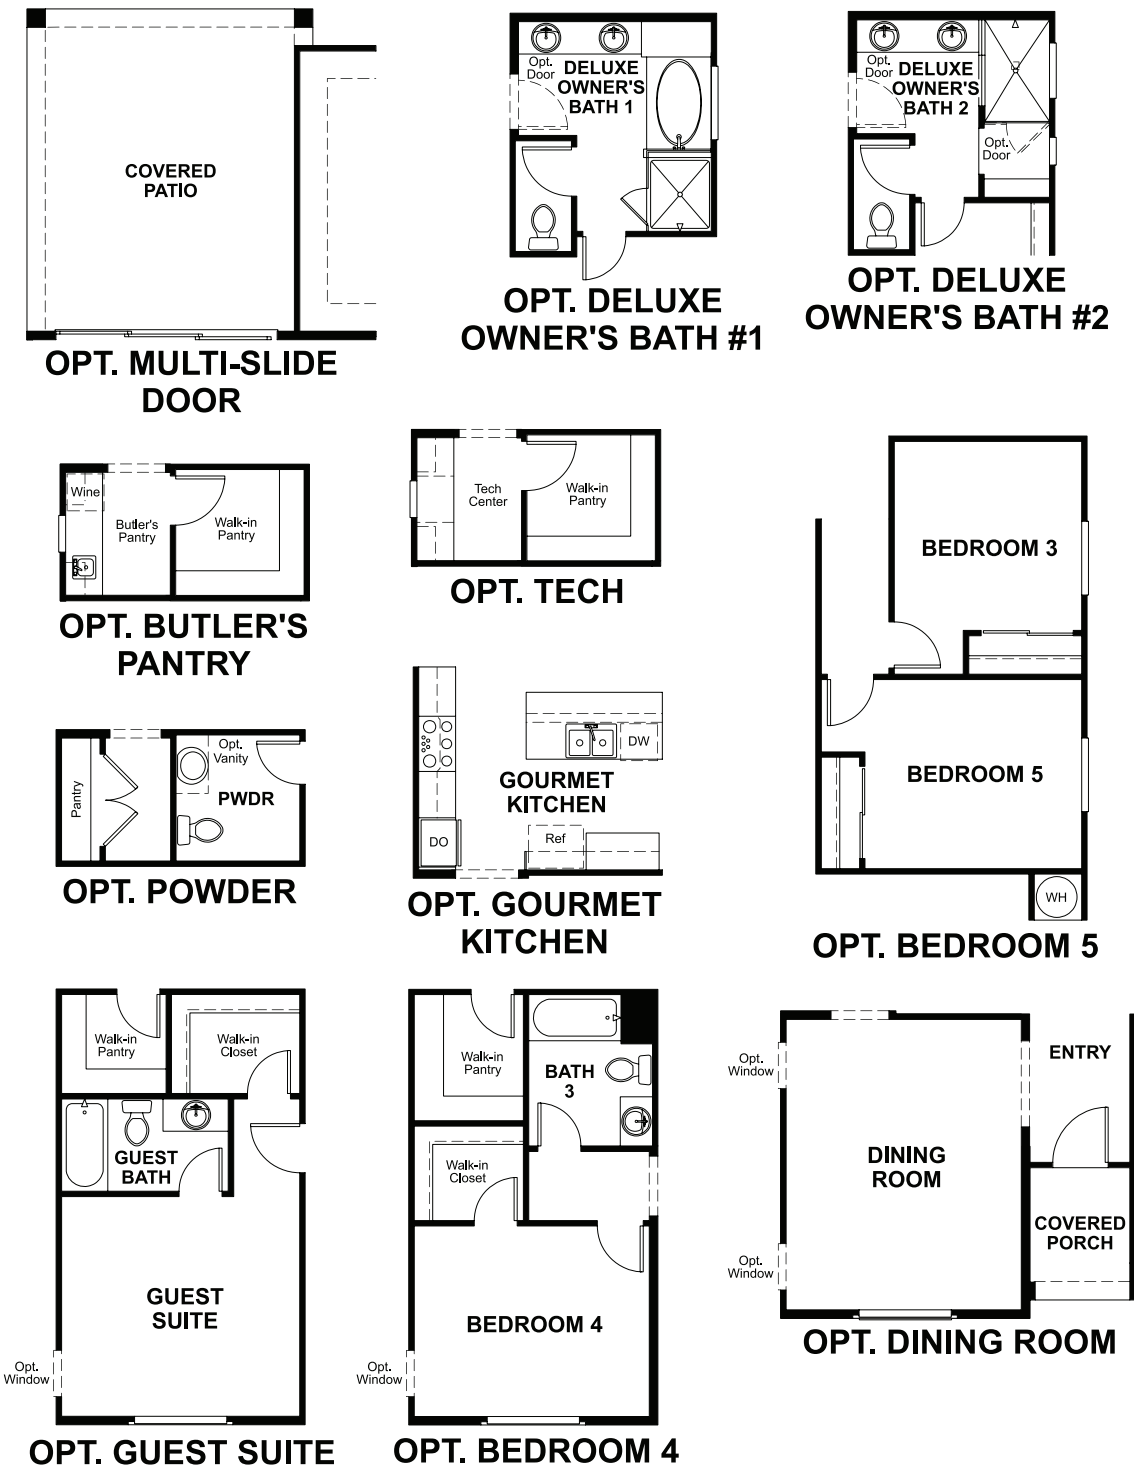 COVERED
PATIO
OPT. MULTI-SLIDE
DOOR
Opt.
Door
DELUXE
OWNER'S
BATH 1
OPT. DELUXE
OWNER'S BATH #1
Opt.
Door
DELUXE
OWNER'S
BATH 2
Opt.
Door
OPT. DELUXE
OWNER'S BATH #2
Wine
Butler's
Pantry
Walk-in
Pantry
OPT. BUTLER'S
PANTRY
Tech
Center
Walk-in
Pantry
OPT. TECH
BEDROOM 3
BEDROOM 5
WH
OPT. BEDROOM 5
Pantry
Opt.
Vanity
PWDR
OPT. POWDER
DW
GOURMET
KITCHEN
DO
Ref
OPT. GOURMET
KITCHEN
Walk-in
Pantry
Walk-in
Closet
GUEST
BATH
GUEST
SUITE
Opt.
Window
OPT. GUEST SUITE
Walk-in
Pantry
BATH
3
Walk-in
Closet
BEDROOM 4
Opt.
Window
OPT. BEDROOM 4
Opt.
Window
ENTRY
DINING
ROOM
COVERED
PORCH
Opt.
Window
OPT. DINING ROOM